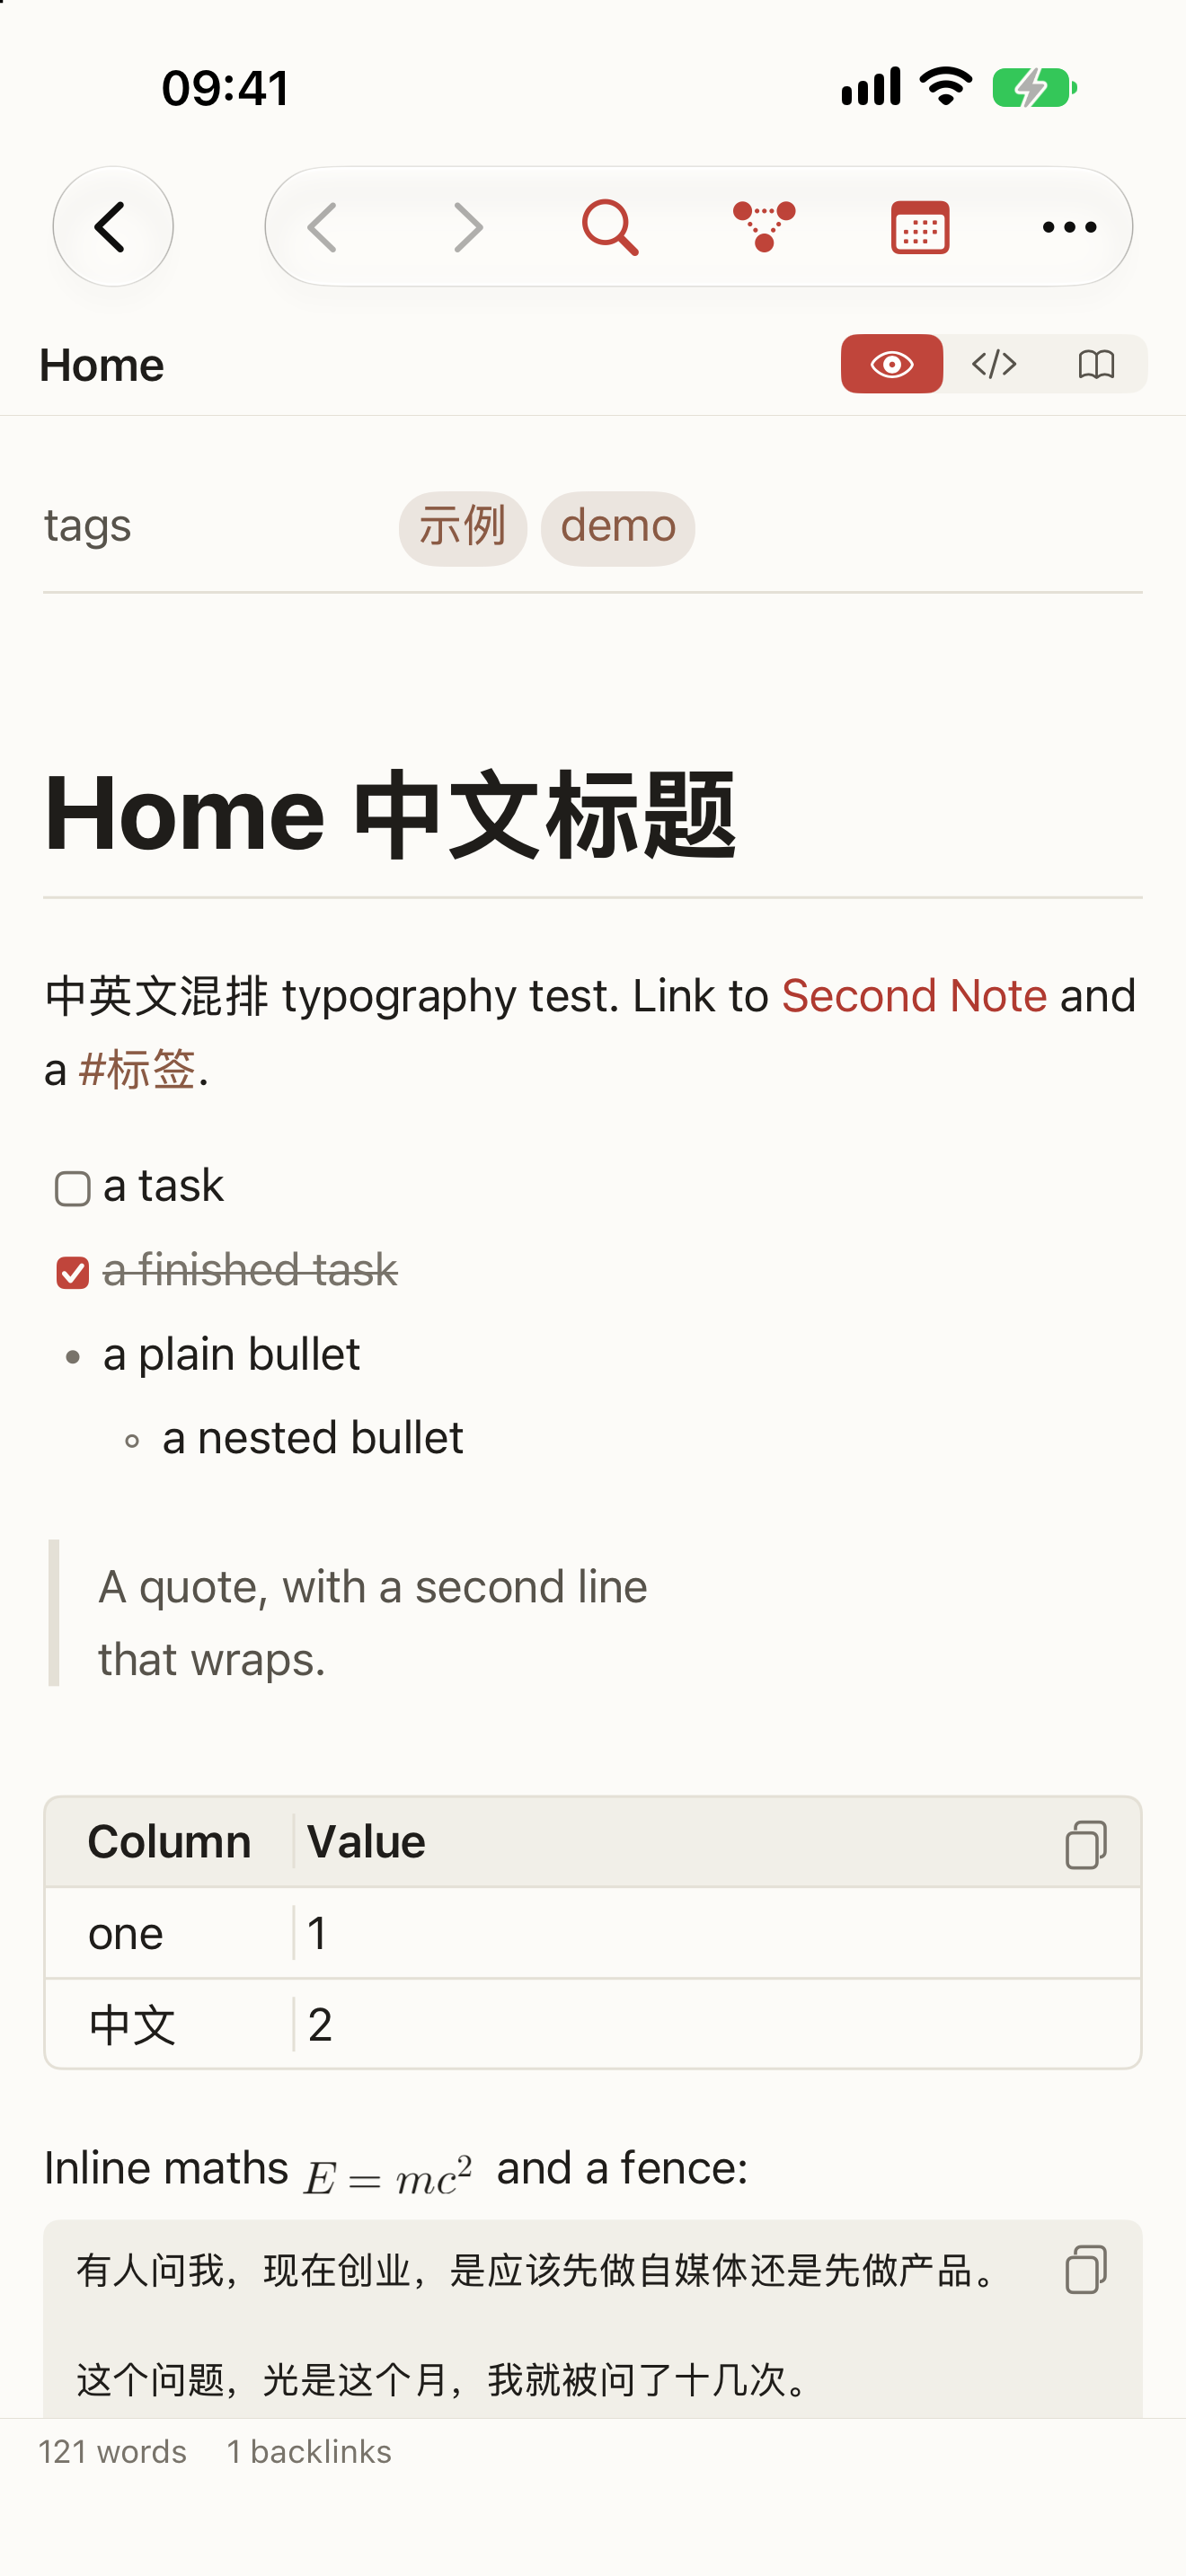 09:41
Home
tags 示例 demo
Home 中文标题
中英文混排 typography test. Link to Second Note and
a #标签.
a task
a finished task
a plain bullet
a nested bullet
A quote, with a second line
that wraps.
Column Value
one 1
中文 2
Inline maths E = mc² and a fence:
有人问我，现在创业，是应该先做自媒体还是先做产品。
这个问题，光是这个月，我就被问了十几次。
121 words 1 backlinks